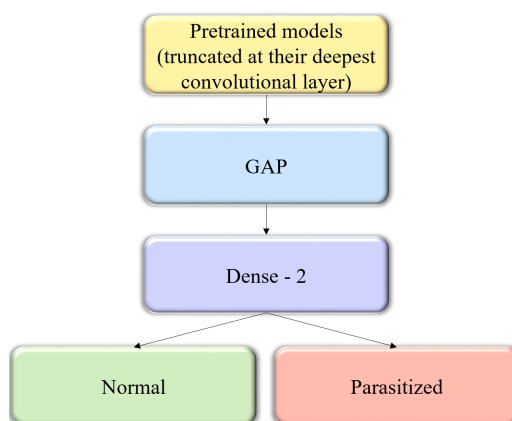 Pretrained models
(truncated at their deepest
convolutional layer)
GAP
Dense - 2
Normal
Parasitized